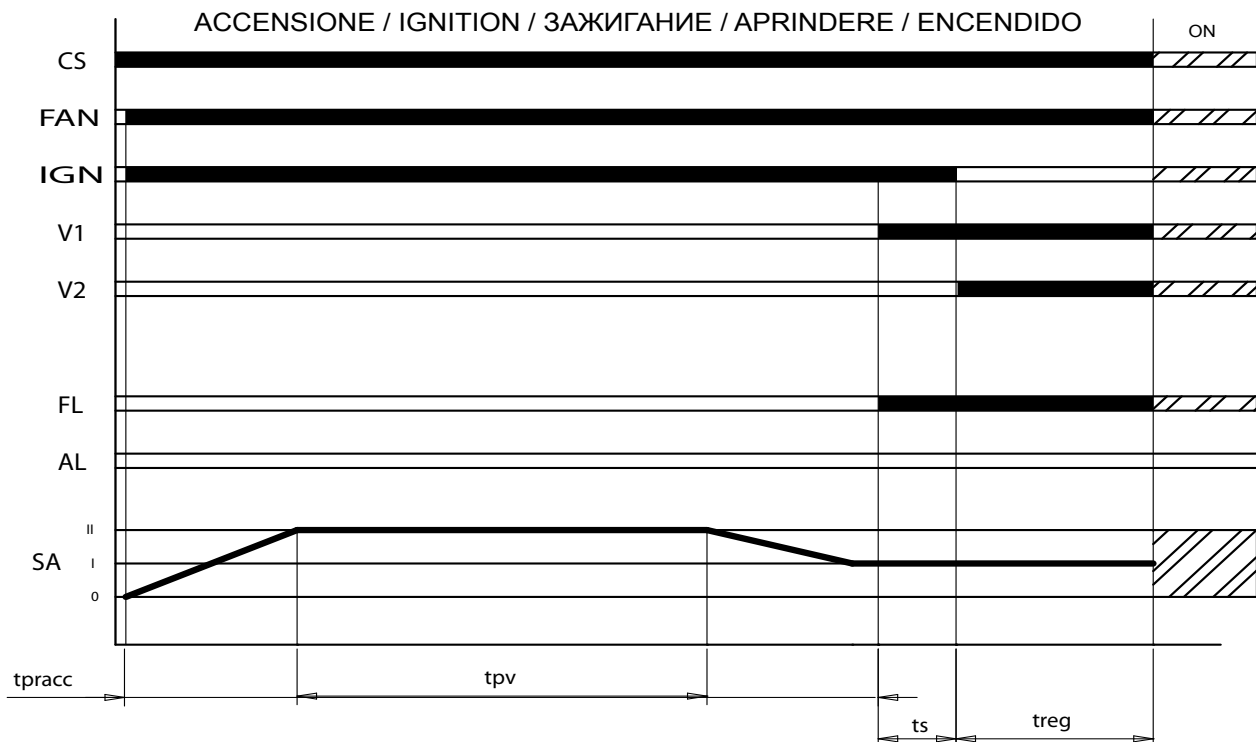 ACCENSIONE / IGNITION / ЗАЖИГАНИЕ / APRINDERE / ENCENDIDO
ON
CS
FAN
IGN
V1
V2
FL
AL
II
SA I
0
tpracc
tpv
ts
treg